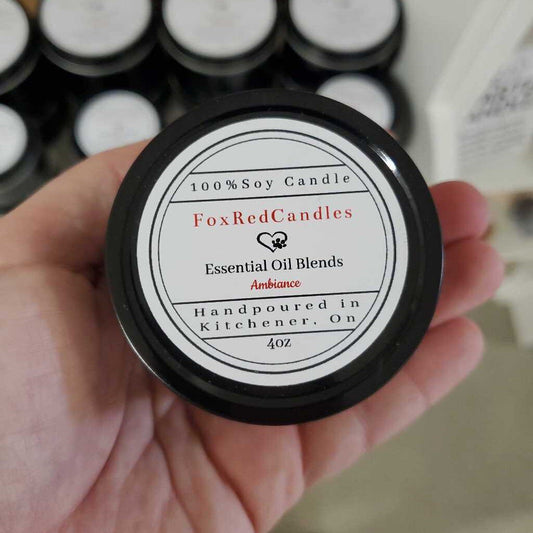 100%Soy Candle
FoxRedCandles
Essential Oil Blends
Ambiance
Handpoured in
Kitchener, On
4oz